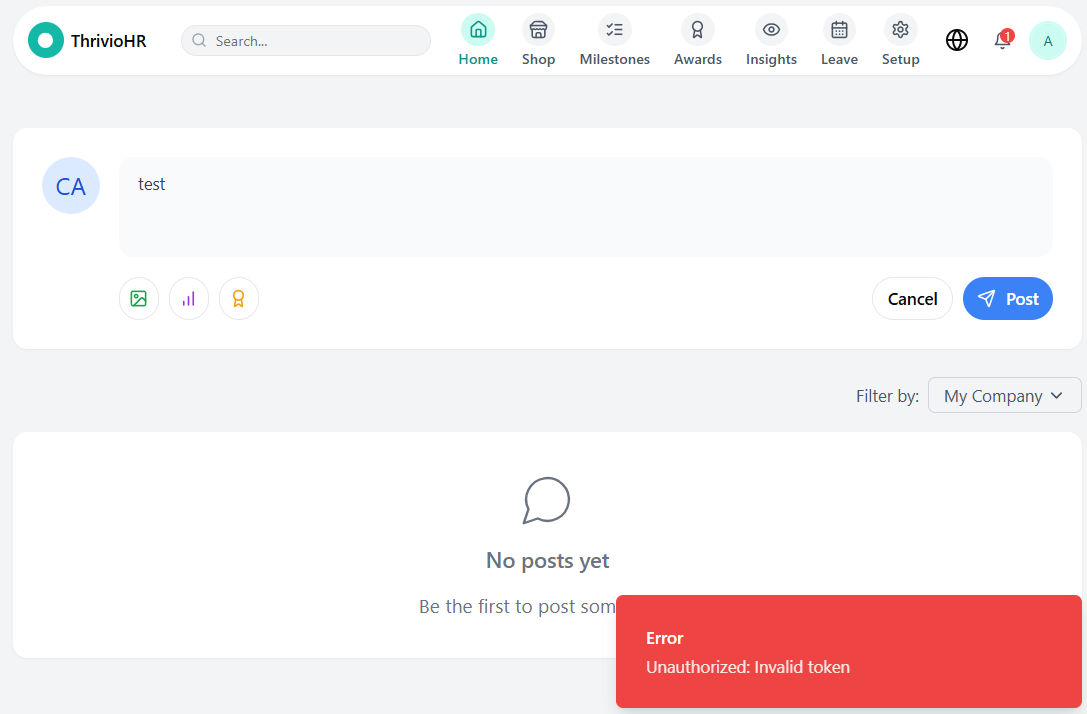 ThrivioHR
Search...
Home
Shop
Milestones
Awards
Insights
Leave
Setup
1
A
CA
test
Cancel
Post
Filter by:
My Company
No posts yet
Be the first to post som
Error
Unauthorized: Invalid token